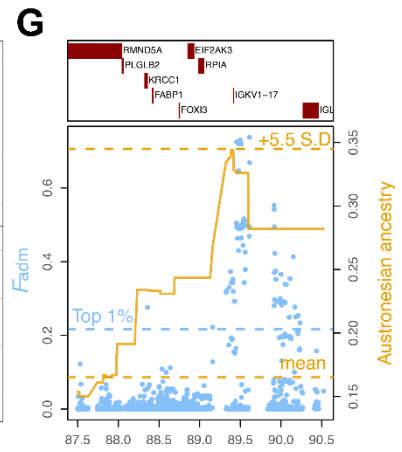 G
RMND5A
EIF2AK3
PLGLB2
RPIA
KRCC1
FABP1
IGKV1-17
FOXI3
IGL
+5.5 S.D
Top 1%
mean
Fadm
0.0
0.2
0.4
0.6
Austronesian ancestry
0.15
0.20
0.25
0.30
0.35
87.5
88.0
88.5
89.0
89.5
90.0
90.5